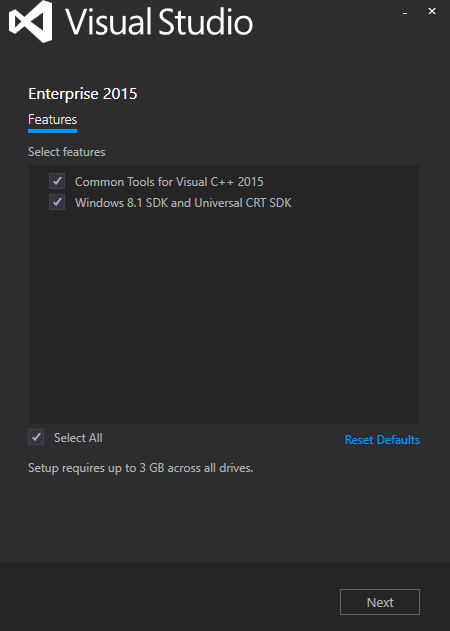 Visual Studio
Enterprise 2015
Features
Select features
Common Tools for Visual C++ 2015
Windows 8.1 SDK and Universal CRT SDK
Select All
Reset Defaults
Setup requires up to 3 GB across all drives.
Next